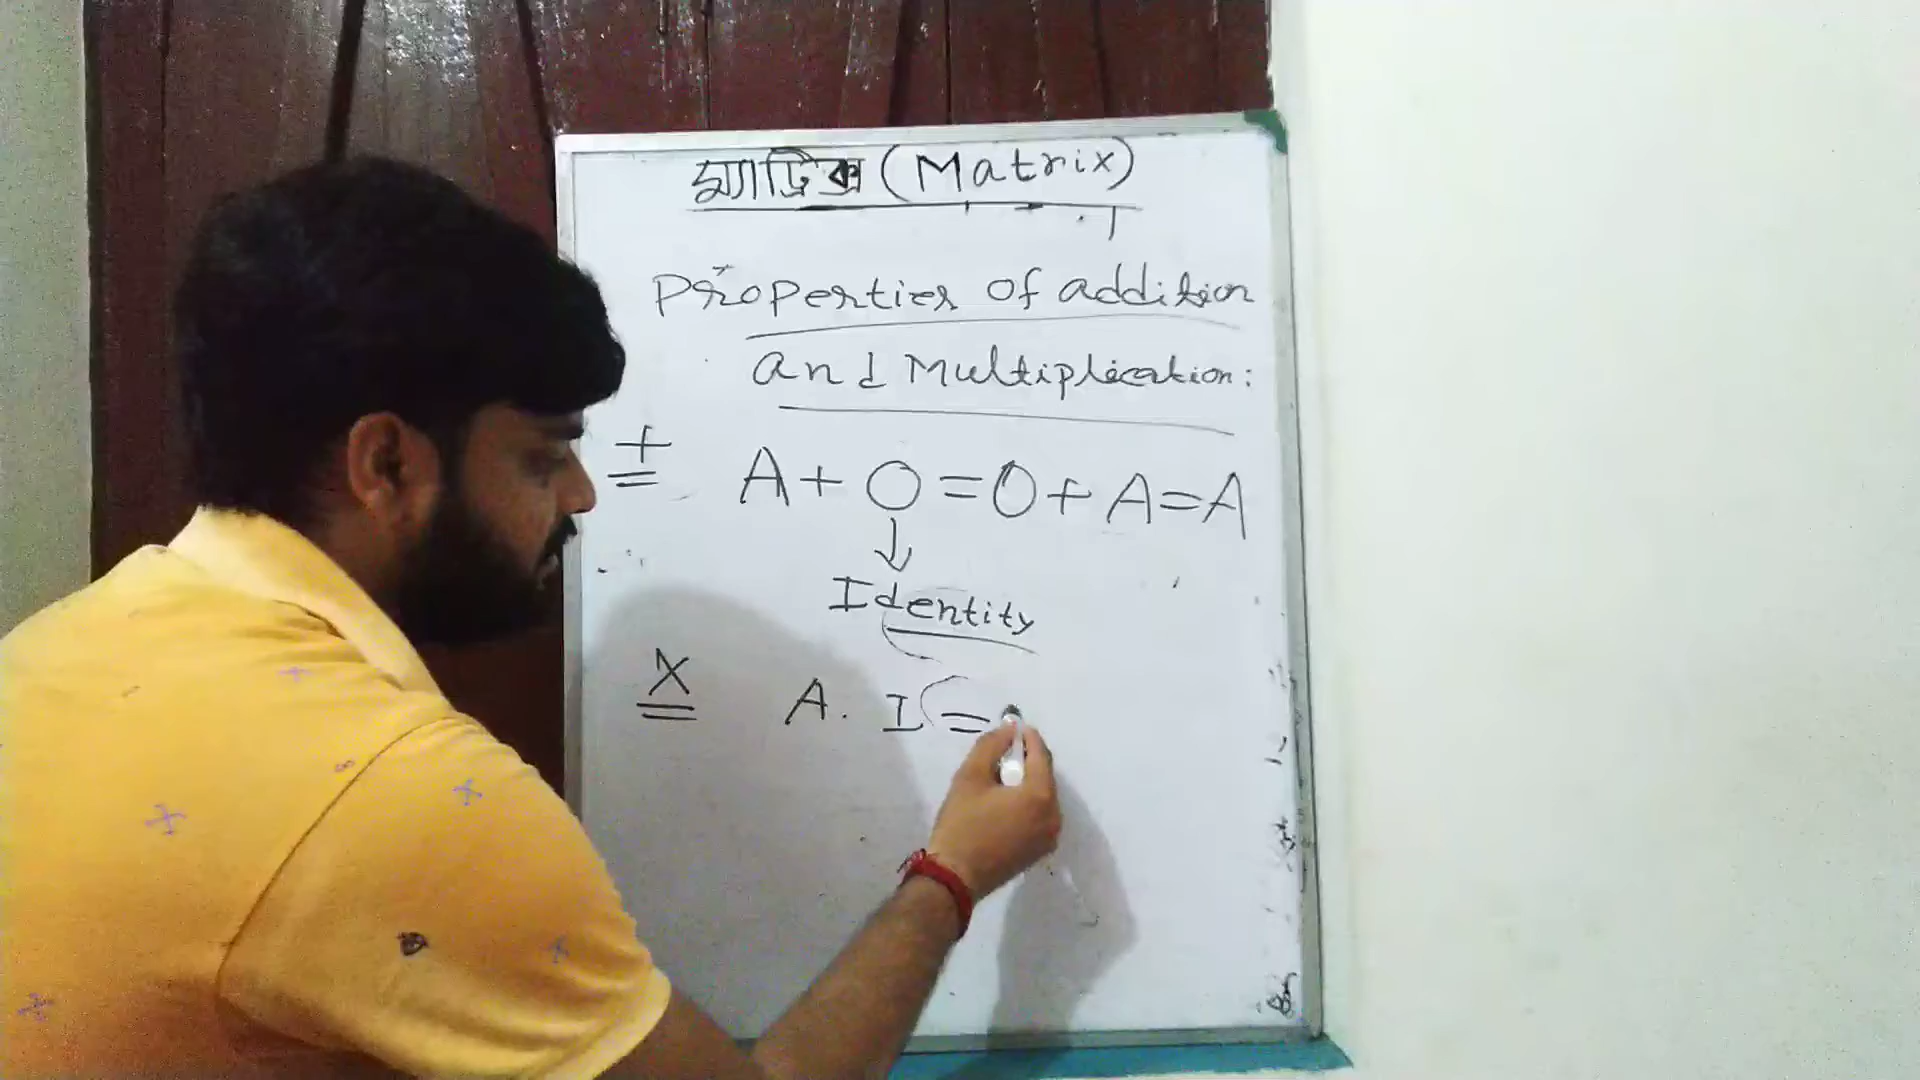 ম্যাট্রিক্স (Matrix)
Properties of addition
and Multiplication:
+ A + O = O + A = A
↓
Identity
X A. I =